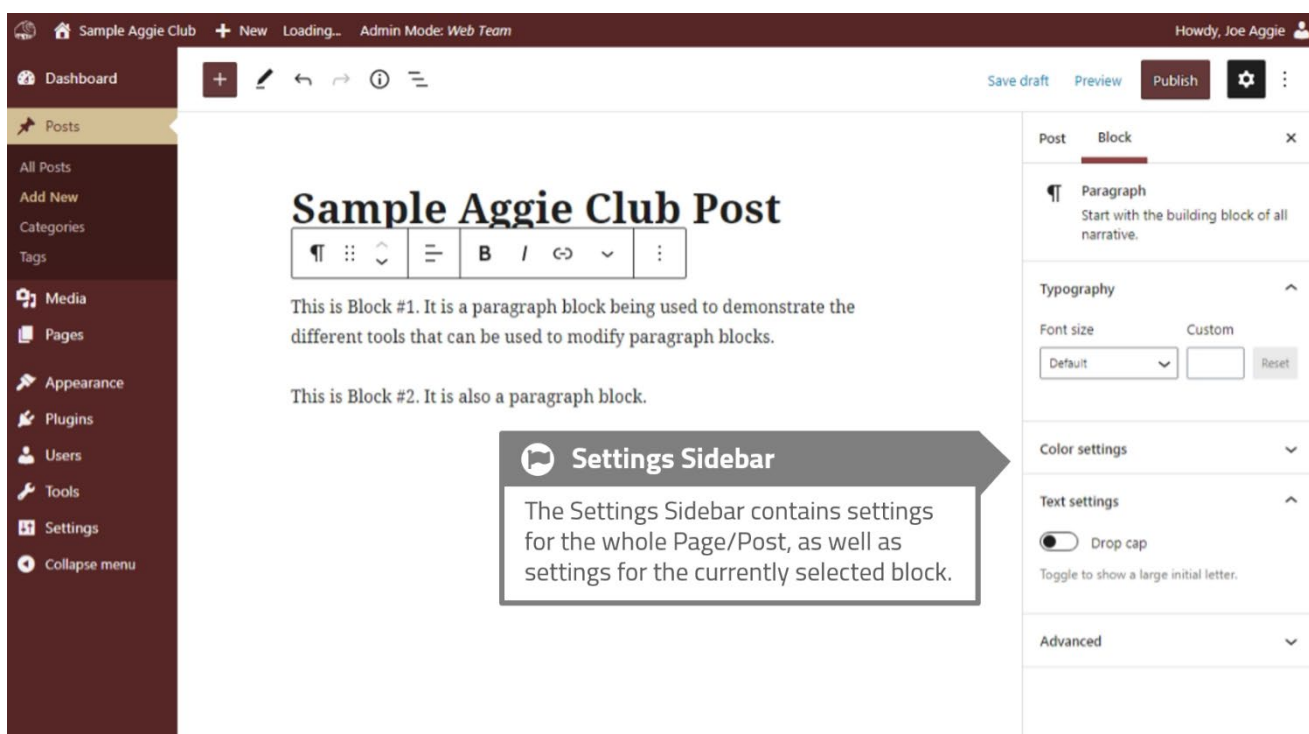 Sample Aggie Club + New Loading... Admin Mode: Web Team Howdy, Joe Aggie
Dashboard
Posts
All Posts
Add New
Categories
Tags
Media
Pages
Appearance
Plugins
Users
Tools
Settings
Collapse menu
Save draft Preview Publish
Sample Aggie Club Post
B I
This is Block #1. It is a paragraph block being used to demonstrate the
different tools that can be used to modify paragraph blocks.
This is Block #2. It is also a paragraph block.
Settings Sidebar
The Settings Sidebar contains settings
for the whole Page/Post, as well as
settings for the currently selected block.
Post Block
Paragraph
Start with the building block of all
narrative.
Typography
Font size Custom
Default Reset
Color settings
Text settings
Drop cap
Toggle to show a large initial letter.
Advanced